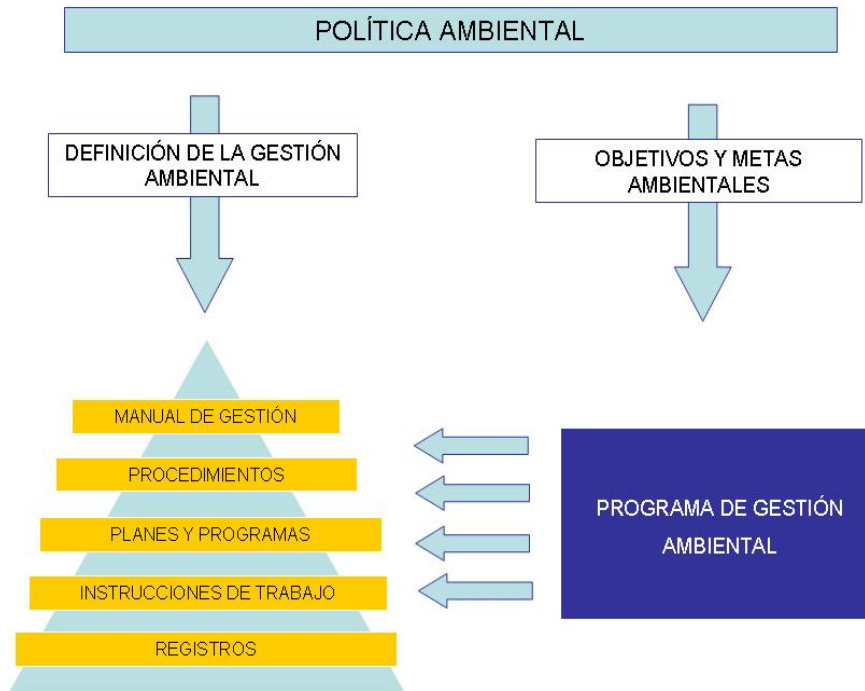 POLÍTICA AMBIENTAL
DEFINICIÓN DE LA GESTIÓN
AMBIENTAL
OBJETIVOS Y METAS
AMBIENTALES
MANUAL DE GESTIÓN
PROCEDIMIENTOS
PLANES Y PROGRAMAS
INSTRUCCIONES DE TRABAJO
REGISTROS
PROGRAMA DE GESTIÓN
AMBIENTAL